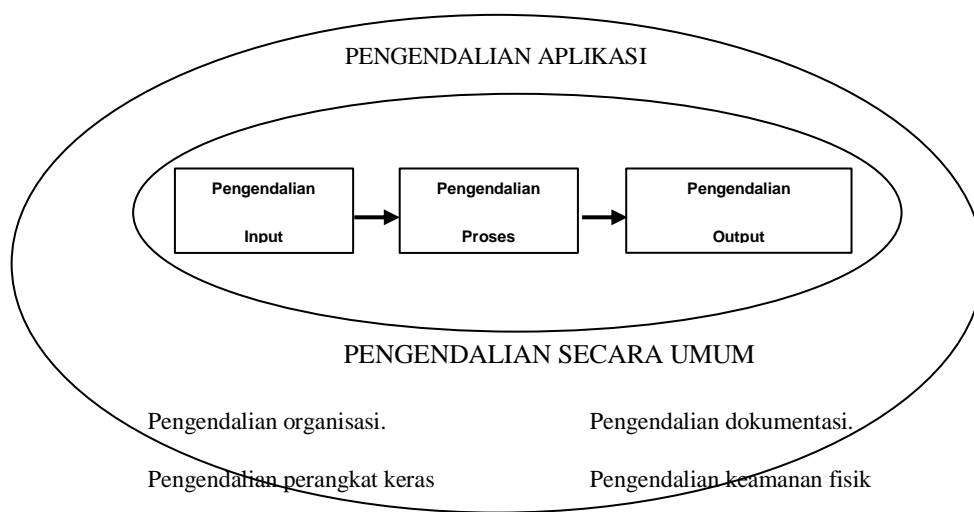 PENGENDALIAN APLIKASI
Pengendalian
Input
Pengendalian
Proses
Pengendalian
Output
PENGENDALIAN SECARA UMUM
Pengendalian organisasi.
Pengendalian dokumentasi.
Pengendalian perangkat keras
Pengendalian keamanan fisik